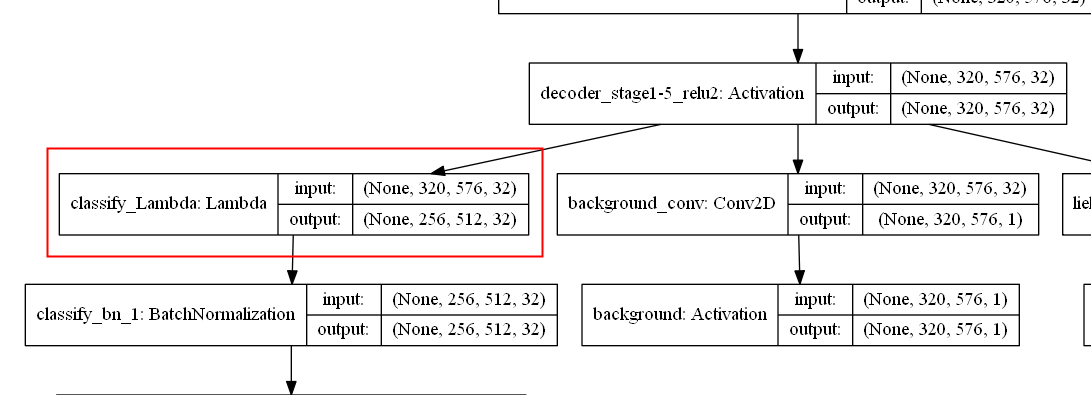 output: (None, 320, 576, 32)
decoder_stage1-5_relu2: Activation
input: (None, 320, 576, 32)
output: (None, 320, 576, 32)
classify_Lambda: Lambda
input: (None, 320, 576, 32)
output: (None, 256, 512, 32)
background_conv: Conv2D
input: (None, 320, 576, 32)
output: (None, 320, 576, 1)
classify_bn_1: BatchNormalization
input: (None, 256, 512, 32)
output: (None, 256, 512, 32)
background: Activation
input: (None, 320, 576, 1)
output: (None, 320, 576, 1)